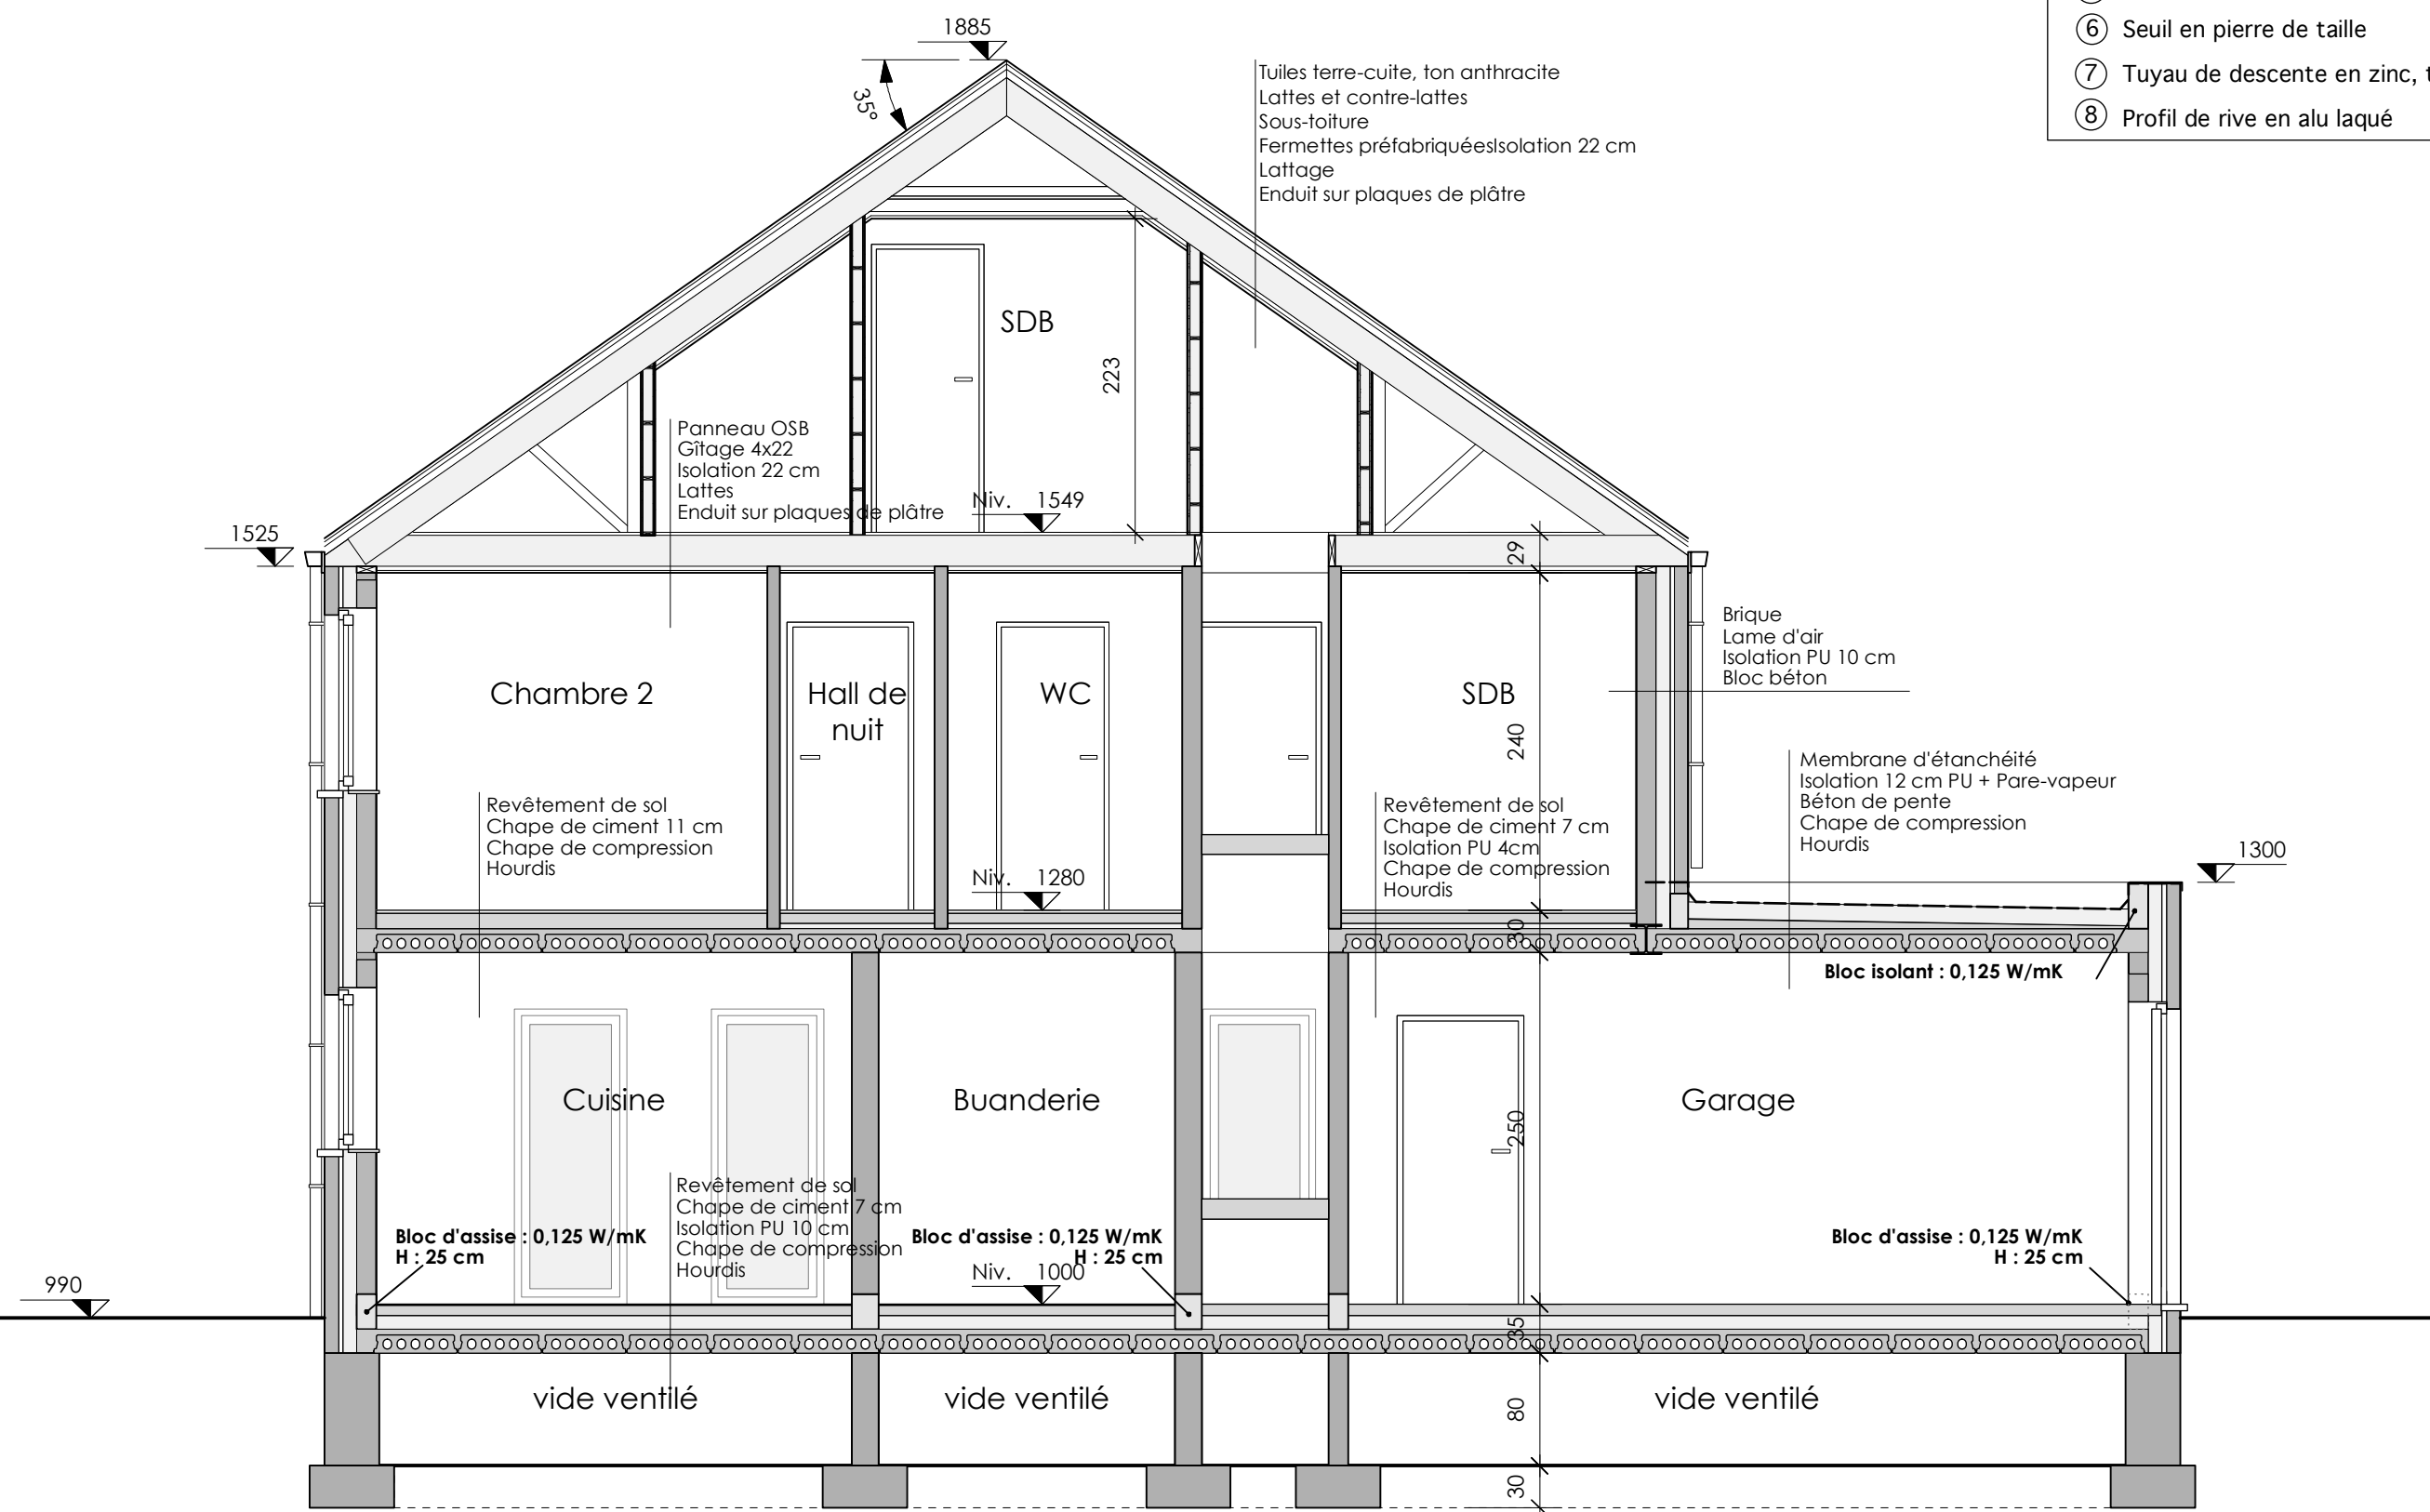 1885
35°
Tuiles terre-cuite, ton anthracite
Lattes et contre-lattes
Sous-toiture
Fermettes préfabriquéesIsolation 22 cm
Lattage
Enduit sur plaques de plâtre
6 Seuil en pierre de taille
7 Tuyau de descente en zinc,
8 Profil de rive en alu laqué
SDB
223
Panneau OSB
Gîtage 4x22
Isolation 22 cm
Lattes
Enduit sur plaques de plâtre
Niv. 1549
1525
29
Brique
Lame d'air
Isolation PU 10 cm
Bloc béton
Chambre 2
Hall de
nuit
WC
SDB
240
Revêtement de sol
Chape de ciment 11 cm
Chape de compression
Hourdis
Revêtement de sol
Chape de ciment 7 cm
Isolation PU 4cm
Chape de compression
Hourdis
Membrane d'étanchéité
Isolation 12 cm PU + Pare-vapeur
Béton de pente
Chape de compression
Hourdis
1300
Niv. 1280
30
Bloc isolant : 0,125 W/mK
Cuisine
Buanderie
Garage
250
Revêtement de sol
Chape de ciment 7 cm
Isolation PU 10 cm
Chape de compression
Hourdis
Bloc d'assise : 0,125 W/mK
H : 25 cm
Bloc d'assise : 0,125 W/mK
H : 25 cm
Bloc d'assise : 0,125 W/mK
H : 25 cm
Niv. 1000
990
35
vide ventilé
vide ventilé
vide ventilé
80
30